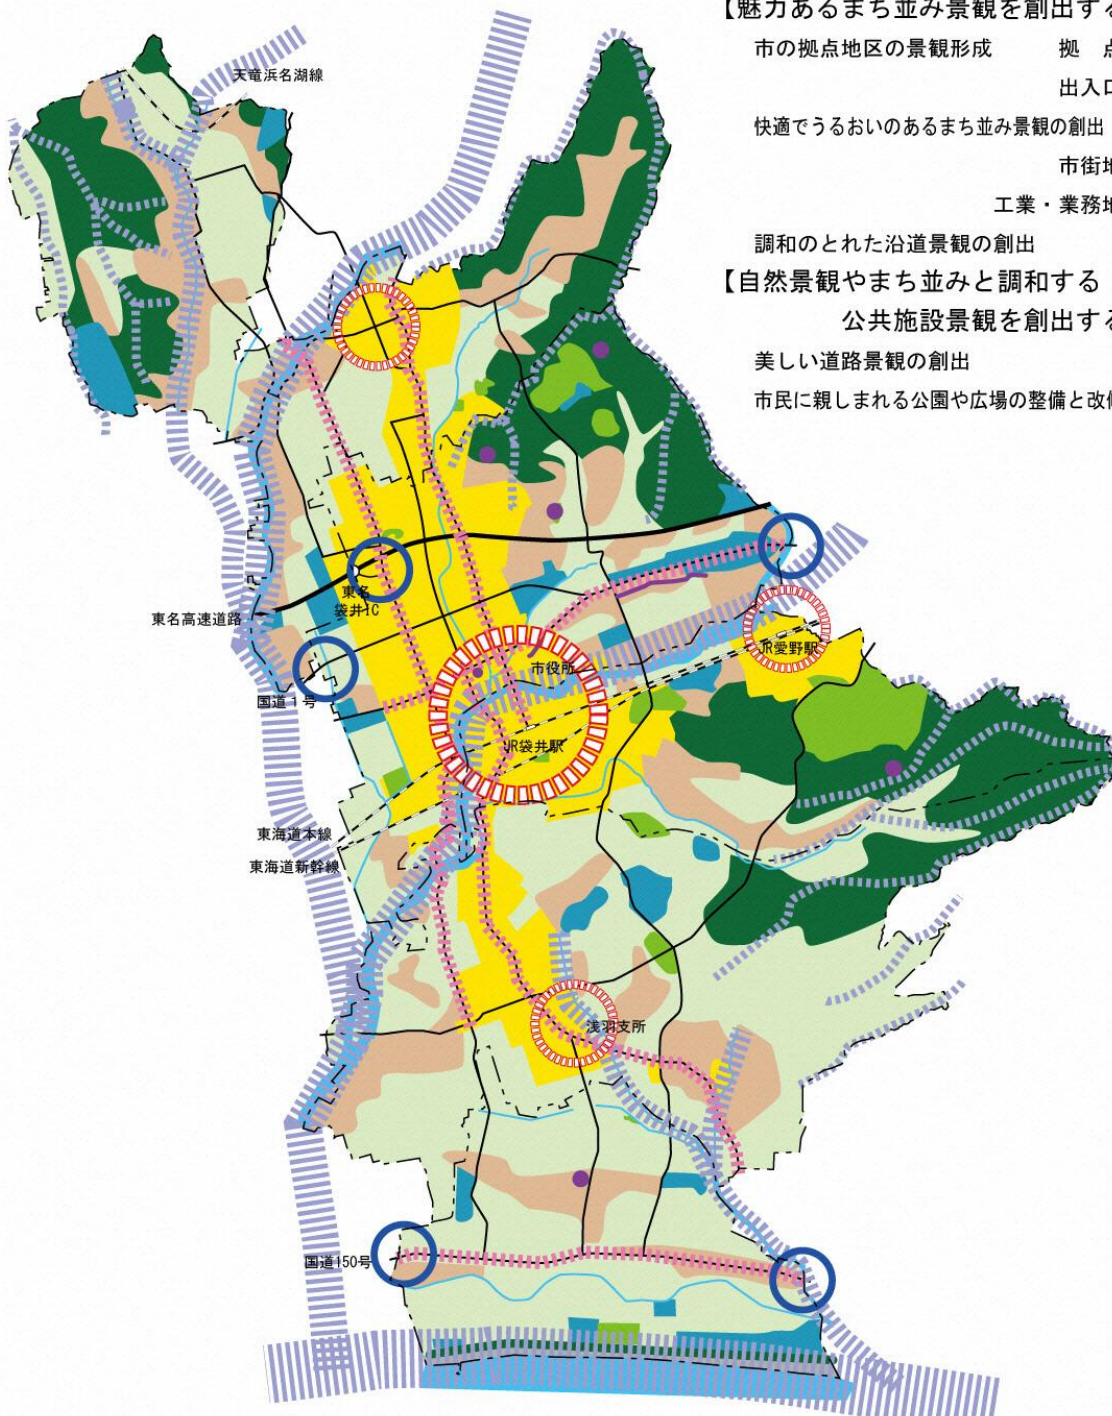 【魅力あるまち並み景観を創出する
市の拠点地区の景観形成　拠　点
出入口
快適でうるおいのあるまち並み景観の創出
市街地
工業・業務地
調和のとれた沿道景観の創出
【自然景観やまち並みと調和する
公共施設景観を創出する
美しい道路景観の創出
市民に親しまれる公園や広場の整備と改修
天竜浜名湖線
東名
袋井IC
東名高速道路
国道1号
市役所
JR愛野駅
JR袋井駅
東海道本線
東海道新幹線
浅羽支所
国道150号